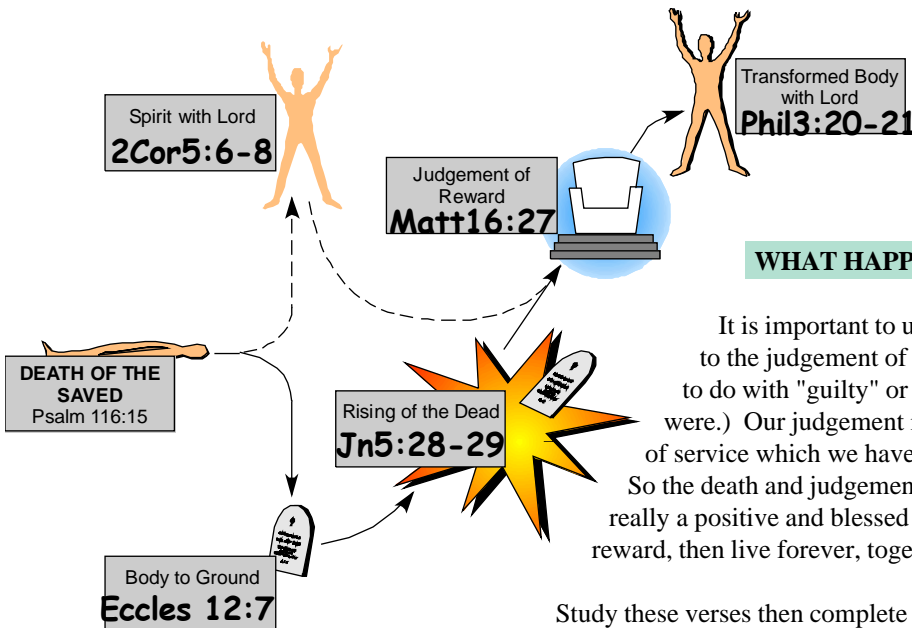 Spirit with Lord
2Cor5:6-8
Transformed Body
with Lord
Phil3:20-21
Judgement of
Reward
Matt16:27
DEATH OF THE
SAVED
Psalm 116:15
Rising of the Dead
Jn5:28-29
Body to Ground
Eccles 12:7
WHAT HAPP
It is important to u
to the judgement of
to do with "guilty" or
were.) Our judgement
of service which we have
So the death and judgemen
really a positive and blessed
reward, then live forever, toge
Study these verses then complete